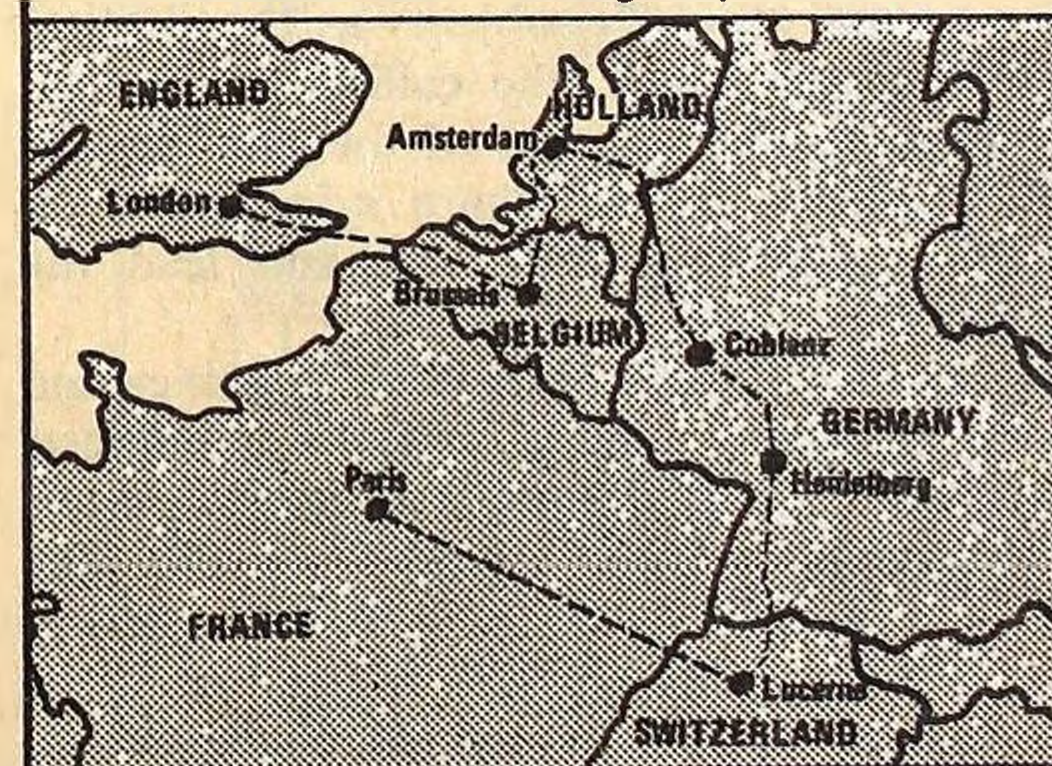 ENGLAND
HOLLAND
Amsterdam
London
Brussels
BELGIUM
Coblenz
GERMANY
Paris
Heidelberg
FRANCE
Lucerne
SWITZERLAND